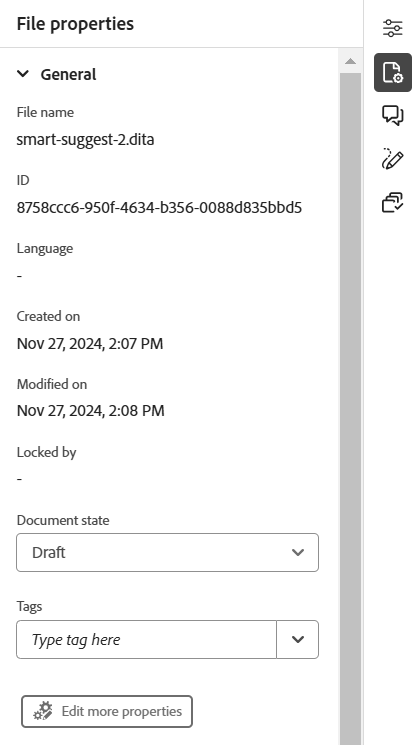 File properties
General
File name
smart-suggest-2.dita
ID
8758ccc6-950f-4634-b356-0088d835bbd5
Language
-
Created on
Nov 27, 2024, 2:07 PM
Modified on
Nov 27, 2024, 2:08 PM
Locked by
-
Document state
Draft
Tags
Type tag here
Edit more properties